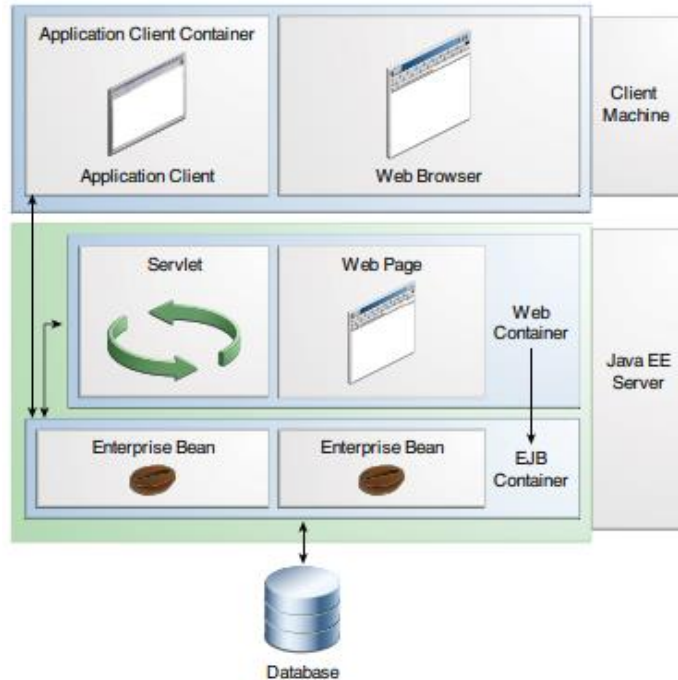 Application Client Container
Application Client
Web Browser
Client
Machine
Servlet
Web Page
Web
Container
Java EE
Server
Enterprise Bean
Enterprise Bean
EJB
Container
Database